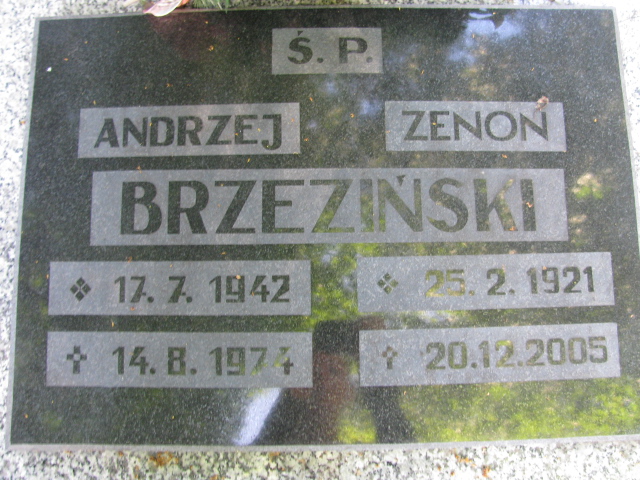 Ś. P.
ANDRZEJ ZENON
BRZEZIŃSKI
17. 7. 1942 25. 2. 1921
14. 8. 1974 20.12.2005